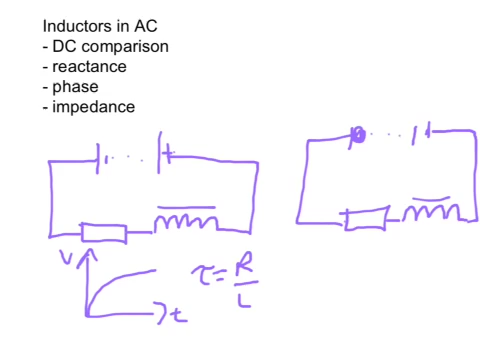 Inductors in AC
- DC comparison
- reactance
- phase
- impedance
V
t
τ = R/L